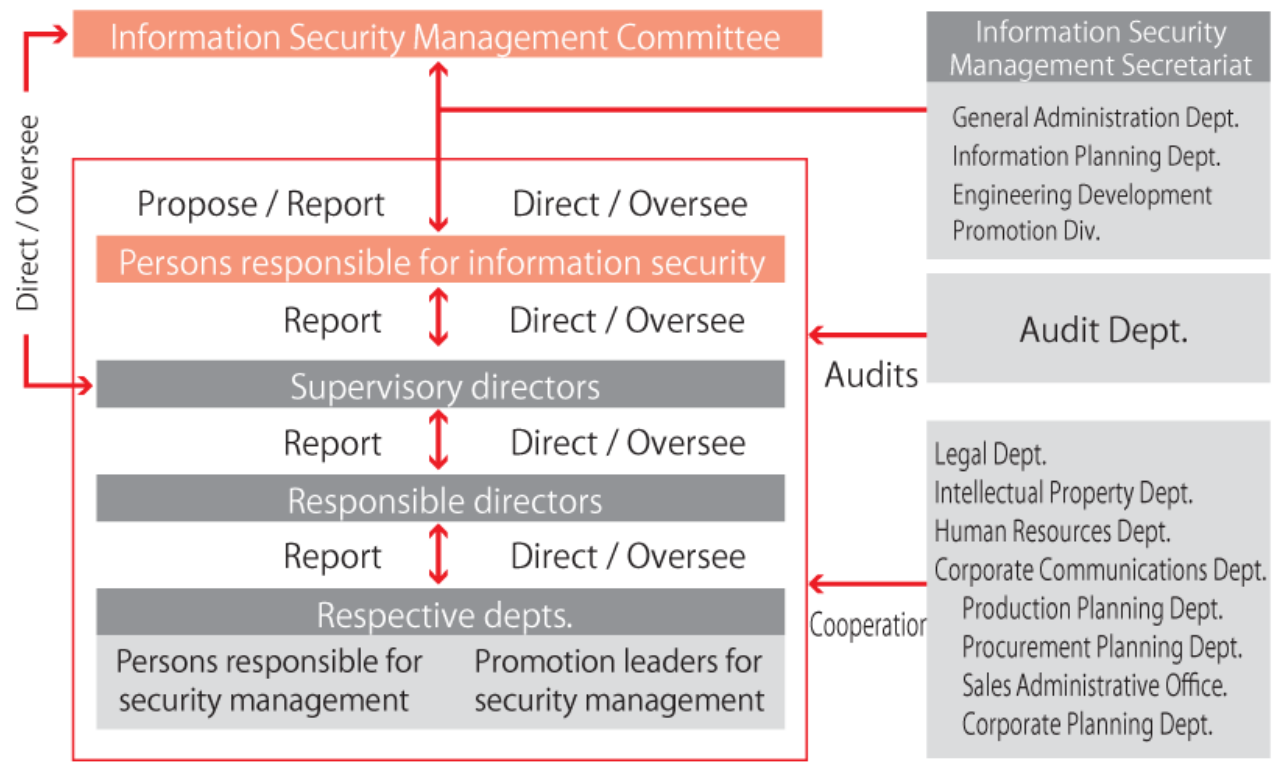 Information Security Management Committee
Information Security
Management Secretariat
General Administration Dept.
Information Planning Dept.
Engineering Development
Promotion Div.
Direct / Oversee
Propose / Report
Direct / Oversee
Persons responsible for information security
Report
Direct / Oversee
Audits
Audit Dept.
Supervisory directors
Report
Direct / Oversee
Responsible directors
Report
Direct / Oversee
Respective depts.
Persons responsible for
security management
Promotion leaders for
security management
Cooperation
Legal Dept.
Intellectual Property Dept.
Human Resources Dept.
Corporate Communications Dept.
Production Planning Dept.
Procurement Planning Dept.
Sales Administrative Office.
Corporate Planning Dept.